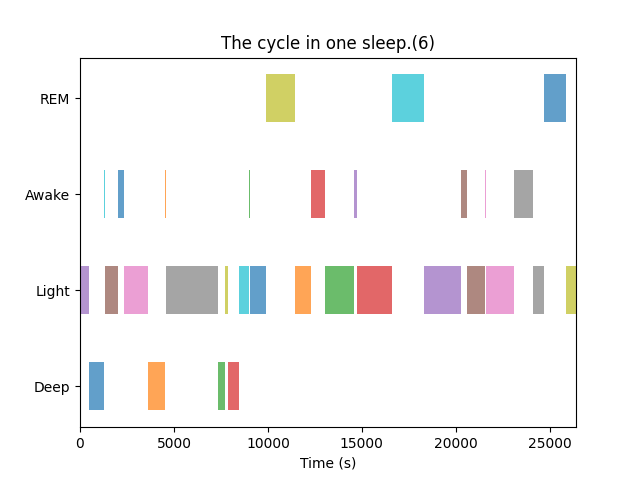 The cycle in one sleep.(6)
REM
Awake
Light
Deep
0 5000 10000 15000 20000 25000
Time (s)